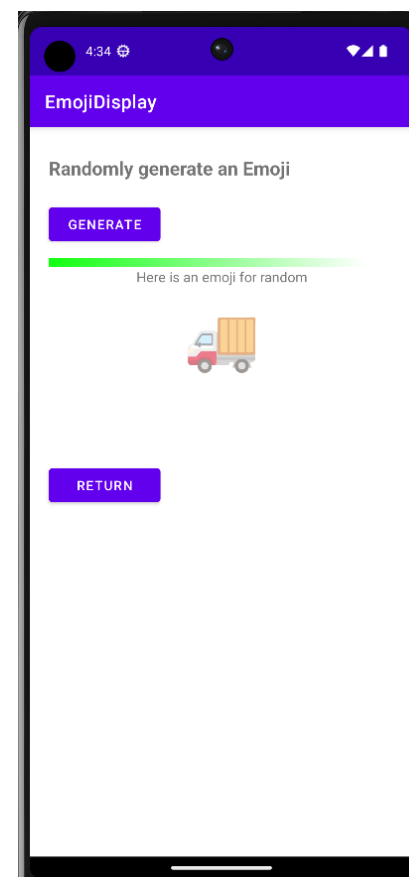 4:34
EmojiDisplay
Randomly generate an Emoji
GENERATE
Here is an emoji for random
RETURN